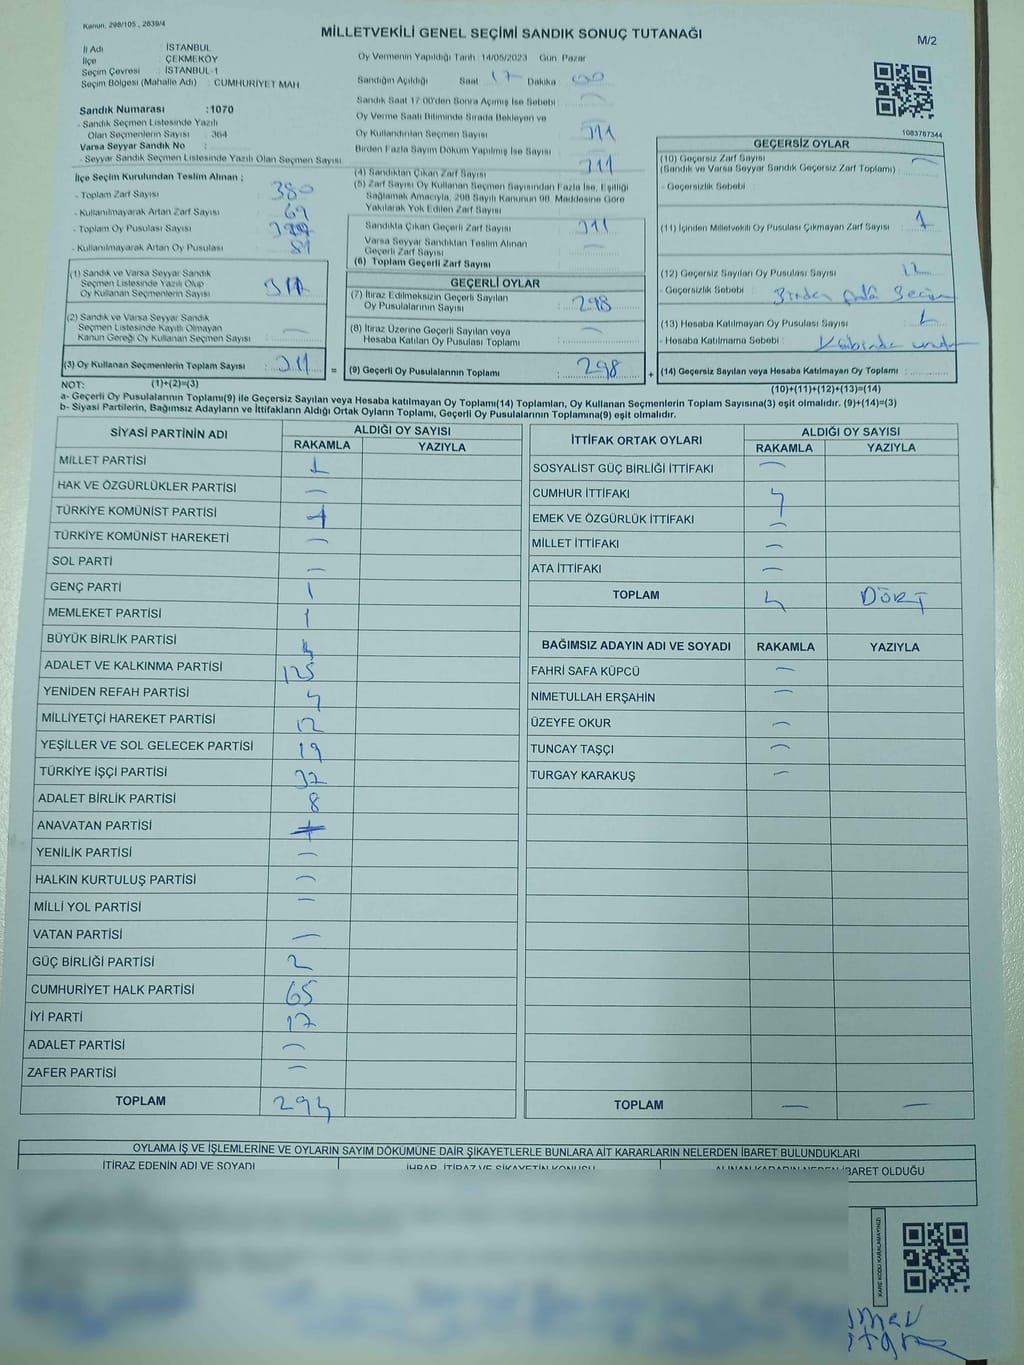 Kanun, 298/105 , 2839/4
MİLLETVEKİLİ GENEL SEÇİMİ SANDIK SONUÇ TUTANAĞI
M/2
İl Adı : İSTANBUL
İlçe : ÇEKMEKÖY
Seçim Çevresi : İSTANBUL-1
Seçim Bölgesi (Mahalle Adı) : CUMHURİYET MAH
Sandık Numarası :1070
- Sandık Seçmen Listesinde Yazılı
Olan Seçmenlerin Sayısı : 364
Varsa Seyyar Sandık No :
- Seyyar Sandık Seçmen Listesinde Yazılı Olan Seçmen Sayısı
İlçe Seçim Kurulundan Teslim Alınan ;
- Toplam Zarf Sayısı : 380
- Kullanılmayarak Artan Zarf Sayısı : 69
- Toplam Oy Pusulası Sayısı :
- Kullanılmayarak Artan Oy Pusulası : 81
(1) Sandık ve Varsa Seyyar Sandık
Seçmen Listesinde Yazılı Olup
Oy Kullanan Seçmenlerin Sayısı : 311
(2) Sandık ve Varsa Seyyar Sandık
Seçmen Listesinde Kayıtlı Olmayan
Kanun Gereği Oy Kullanan Seçmen Sayısı : —
(3) Oy Kullanan Seçmenlerin Toplam Sayısı : 311 =
Oy Vermenin Yapıldığı Tarih 14/05/2023 Gün Pazar
Sandığın Açıldığı Saat 17 Dakika 00
Sandık Saat 17:00'den Sonra Açımış İse Sebebi —
Oy Verme Saati Bitiminde Sırada Bekleyen ve
Oy Kullandırılan Seçmen Sayısı 311
Birden Fazla Sayım Döküm Yapılmış İse Sayısı
(4) Sandıktan Çıkan Zarf Sayısı 311
(5) Zarf Sayısı Oy Kullanan Seçmen Sayısından Fazla İse, Eşitliği
Sağlamak Amacıyla, 298 Sayılı Kanunun 98. Maddesine Göre
Yakılarak Yok Edilen Zarf Sayısı
Sandıkta Çıkan Geçerli Zarf Sayısı 311
Varsa Seyyar Sandıktan Teslim Alınan
Geçerli Zarf Sayısı —
(6) Toplam Geçerli Zarf Sayısı
GEÇERLİ OYLAR
(7) İtiraz Edilmeksizin Geçerli Sayılan
Oy Pusulalarının Sayısı : 298
(8) İtiraz Üzerine Geçerli Sayılan veya
Hesaba Katılan Oy Pusulası Toplamı : —
(9) Geçerli Oy Pusulalarının Toplamı : 298 +
1083787344
GEÇERSİZ OYLAR
(10) Geçersiz Zarf Sayısı
(Sandık ve Varsa Seyyar Sandık Geçersiz Zarf Toplamı) : —
- Geçersizlik Sebebi
(11) İçinden Milletvekili Oy Pusulası Çıkmayan Zarf Sayısı : 1
(12) Geçersiz Sayılan Oy Pusulası Sayısı
- Geçersizlik Sebebi : Birden fazla
(13) Hesaba Katılmayan Oy Pusulası Sayısı :
- Hesaba Katılmama Sebebi : Kabinde
(14) Geçersiz Sayılan veya Hesaba Katılmayan Oy Toplamı :
NOT: (1)+(2)=(3)
(10)+(11)+(12)+(13)=(14)
a- Geçerli Oy Pusulalarının Toplamı(9) ile Geçersiz Sayılan veya Hesaba katılmayan Oy Toplamı(14) Toplamları, Oy Kullanan Seçmenlerin Toplam Sayısına(3) eşit olmalıdır. (9)+(14)=(3)
b- Siyasi Partilerin, Bağımsız Adayların ve İttifakların Aldığı Ortak Oyların Toplamı, Geçerli Oy Pusulalarının Toplamına(9) eşit olmalıdır.
SİYASİ PARTİNİN ADI ALDIĞI OY SAYISI
RAKAMLA YAZIYLA
MİLLET PARTİSİ 1
HAK VE ÖZGÜRLÜKLER PARTİSİ —
TÜRKİYE KOMÜNİST PARTİSİ 1
TÜRKİYE KOMÜNİST HAREKETİ —
SOL PARTİ —
GENÇ PARTİ 1
MEMLEKET PARTİSİ 1
BÜYÜK BİRLİK PARTİSİ
ADALET VE KALKINMA PARTİSİ 125
YENİDEN REFAH PARTİSİ 4
MİLLİYETÇİ HAREKET PARTİSİ 12
YEŞİLLER VE SOL GELECEK PARTİSİ 19
TÜRKİYE İŞÇİ PARTİSİ
ADALET BİRLİK PARTİSİ 8
ANAVATAN PARTİSİ
YENİLİK PARTİSİ —
HALKIN KURTULUŞ PARTİSİ —
MİLLİ YOL PARTİSİ —
VATAN PARTİSİ —
GÜÇ BİRLİĞİ PARTİSİ 2
CUMHURİYET HALK PARTİSİ 65
İYİ PARTİ 17
ADALET PARTİSİ —
ZAFER PARTİSİ —
TOPLAM 294
İTTİFAK ORTAK OYLARI ALDIĞI OY SAYISI
RAKAMLA YAZIYLA
SOSYALİST GÜÇ BİRLİĞİ İTTİFAKI —
CUMHUR İTTİFAKI 4
EMEK VE ÖZGÜRLÜK İTTİFAKI —
MİLLET İTTİFAKI —
ATA İTTİFAKI —
TOPLAM 4 DÖRT
BAĞIMSIZ ADAYIN ADI VE SOYADI RAKAMLA YAZIYLA
FAHRİ SAFA KÜPCÜ —
NİMETULLAH ERŞAHİN —
ÜZEYFE OKUR —
TUNCAY TAŞÇI —
TURGAY KARAKUŞ —
TOPLAM — —
OYLAMA İŞ VE İŞLEMLERİNE VE OYLARIN SAYIM DÖKÜMÜNE DAİR ŞİKAYETLERLE BUNLARA AİT KARARLARIN NELERDEN İBARET BULUNDUKLARI
İTİRAZ EDENİN ADI VE SOYADI İHBAR, İTİRAZ VE ŞİKAYETİN KONUSU ALINAN KARARIN NEDEN İBARET OLDUĞU
KARE KODU KARALAMAYINIZ!